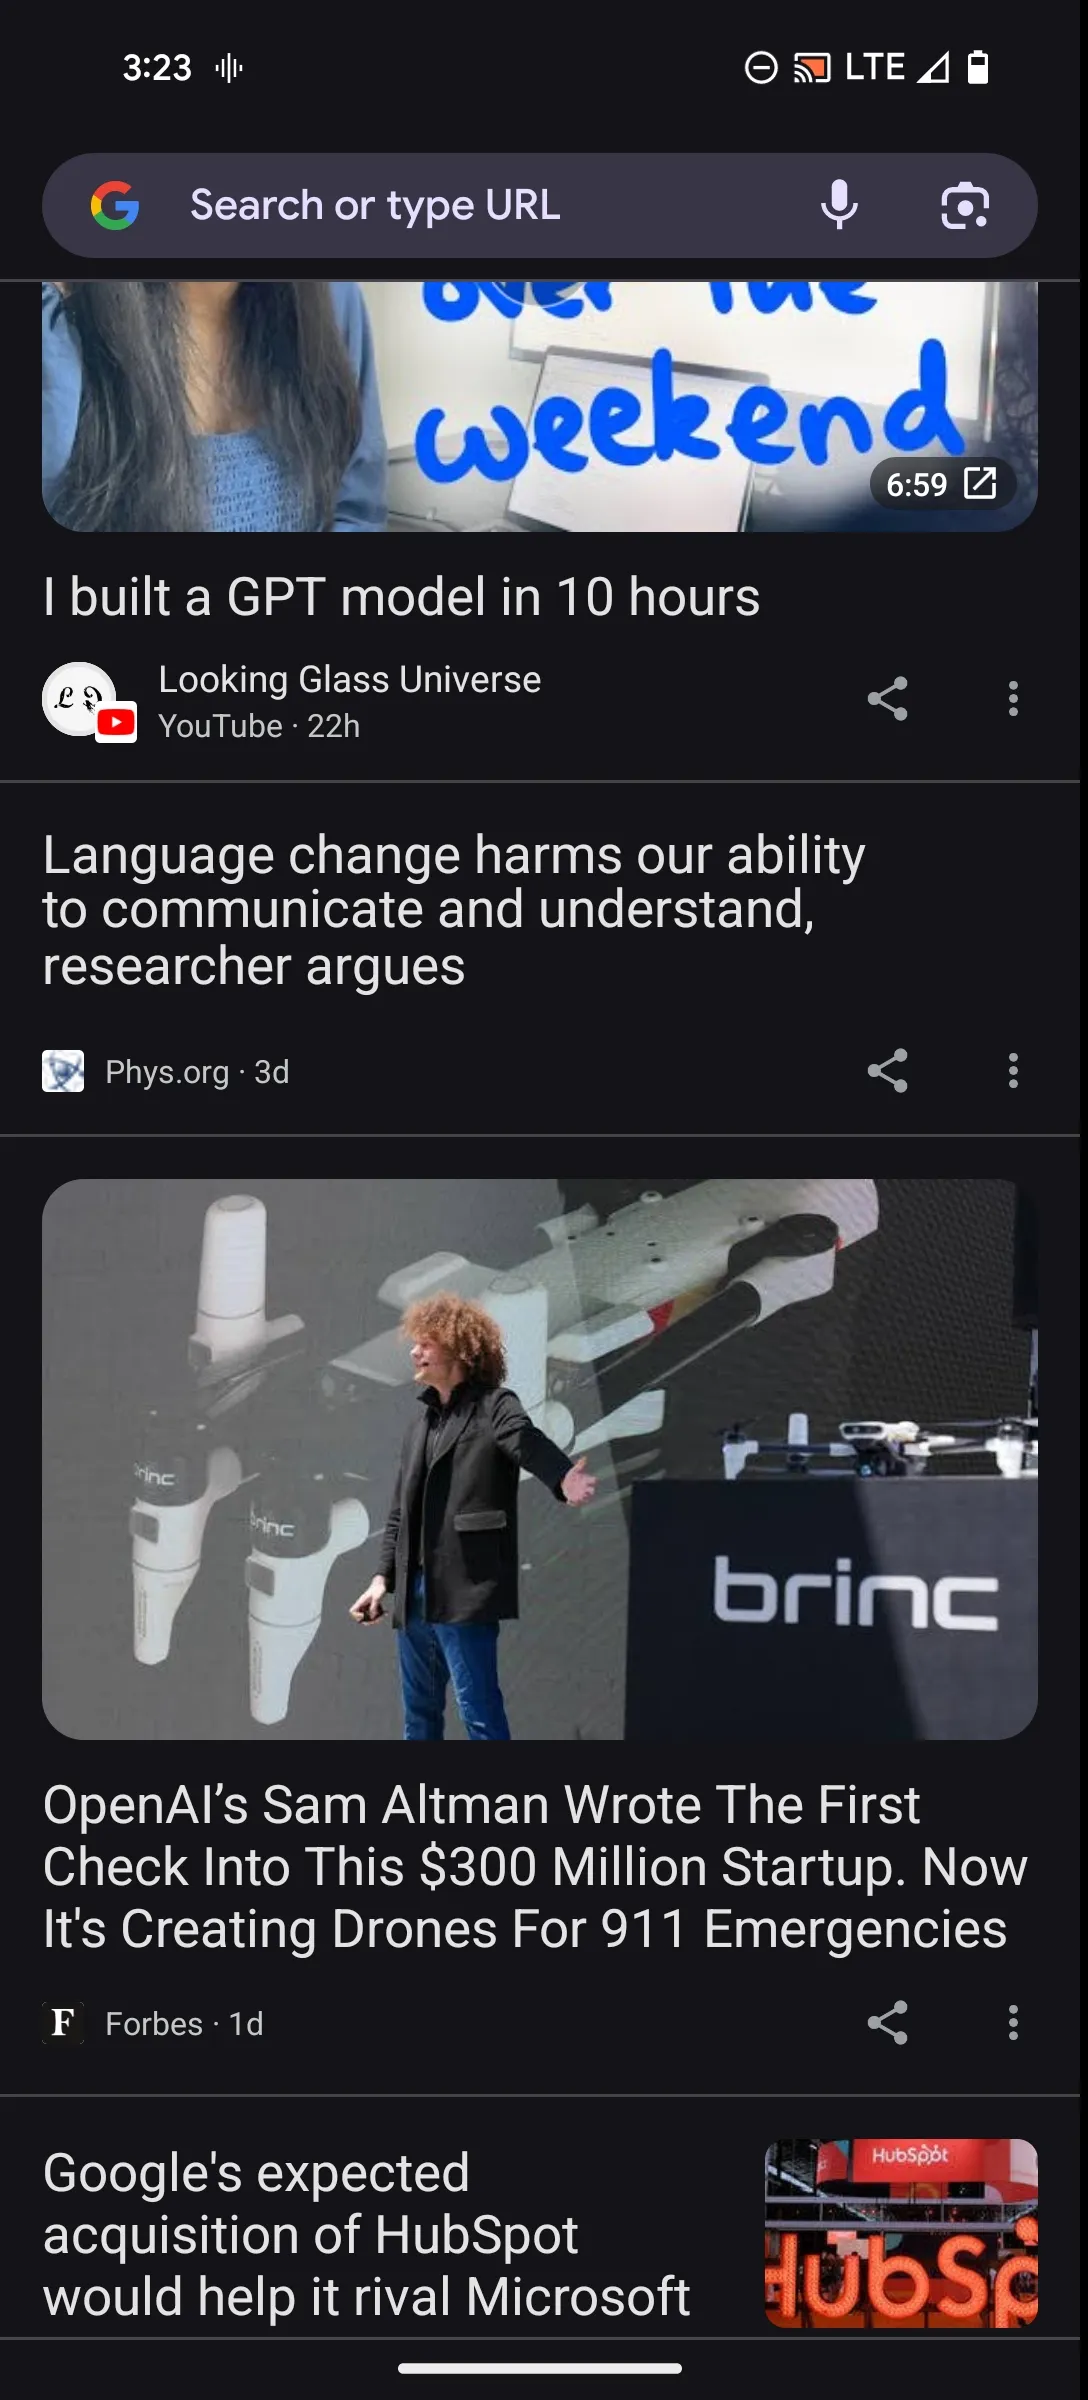 3:23
LTE
Search or type URL
over the
weekend
6:59
I built a GPT model in 10 hours
Looking Glass Universe
YouTube · 22h
Language change harms our ability
to communicate and understand,
researcher argues
Phys.org · 3d
brinc
brinc
brinc
OpenAI’s Sam Altman Wrote The First
Check Into This $300 Million Startup. Now
It's Creating Drones For 911 Emergencies
F
Forbes · 1d
Google's expected
acquisition of HubSpot
would help it rival Microsoft
HubSpot
HubSp